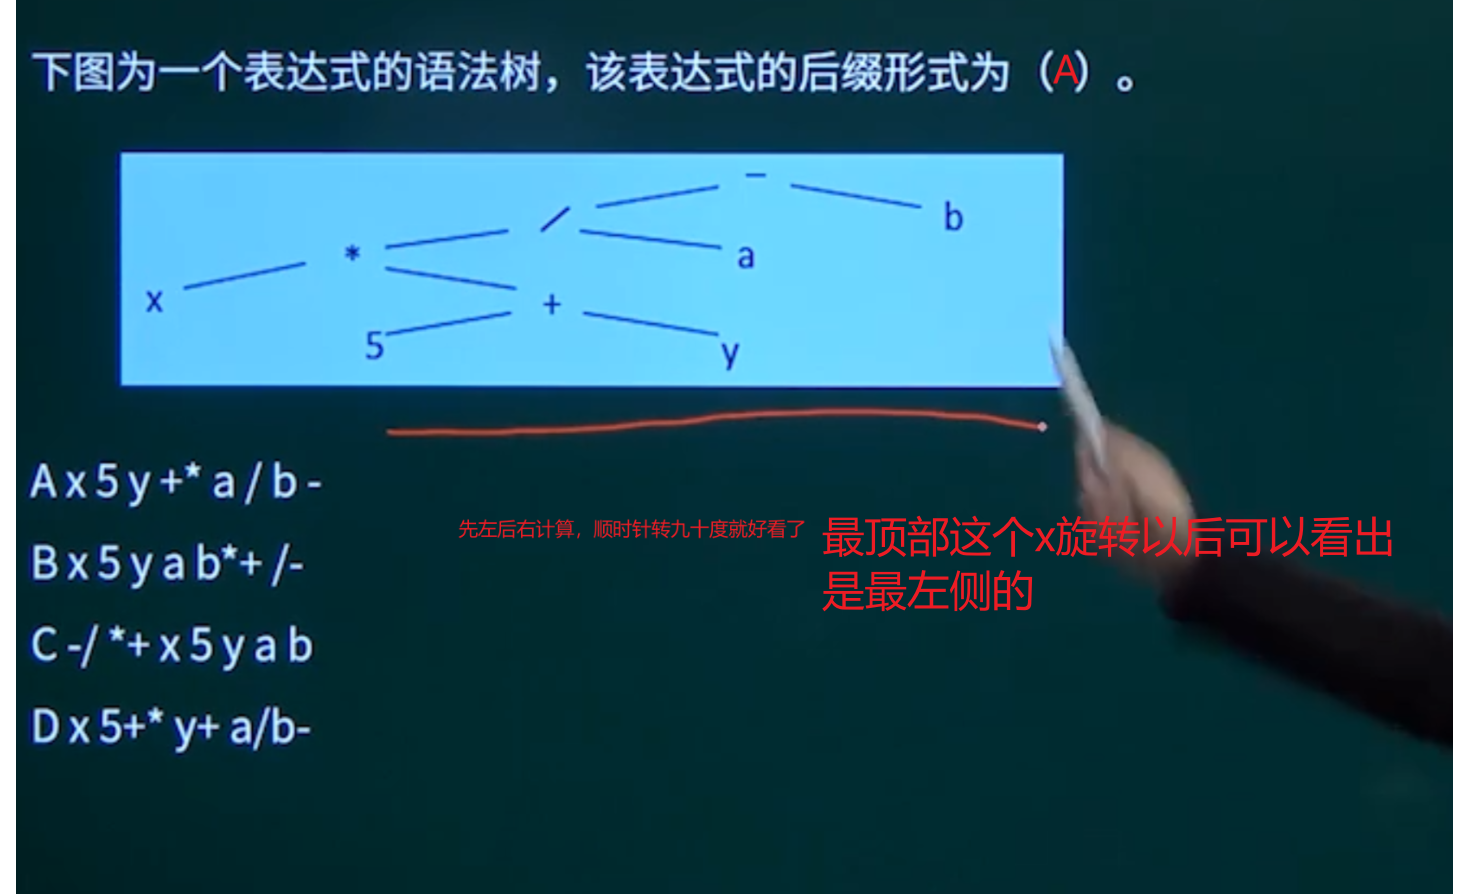 下图为一个表达式的语法树，该表达式的后缀形式为（A）。
−
/
b
*
a
x
+
5
y
A x 5 y +* a / b -
先左后右计算，顺时针转九十度就好看了
最顶部这个x旋转以后可以看出
是最左侧的
B x 5 y a b*+ /-
C -/ *+ x 5 y a b
D x 5+* y+ a/b-